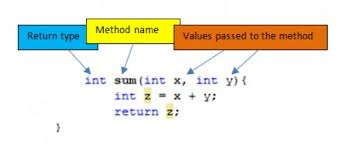 Return type
Method name
Values passed to the method
int sum(int x, int y){
int z = x + y;
return z;
}